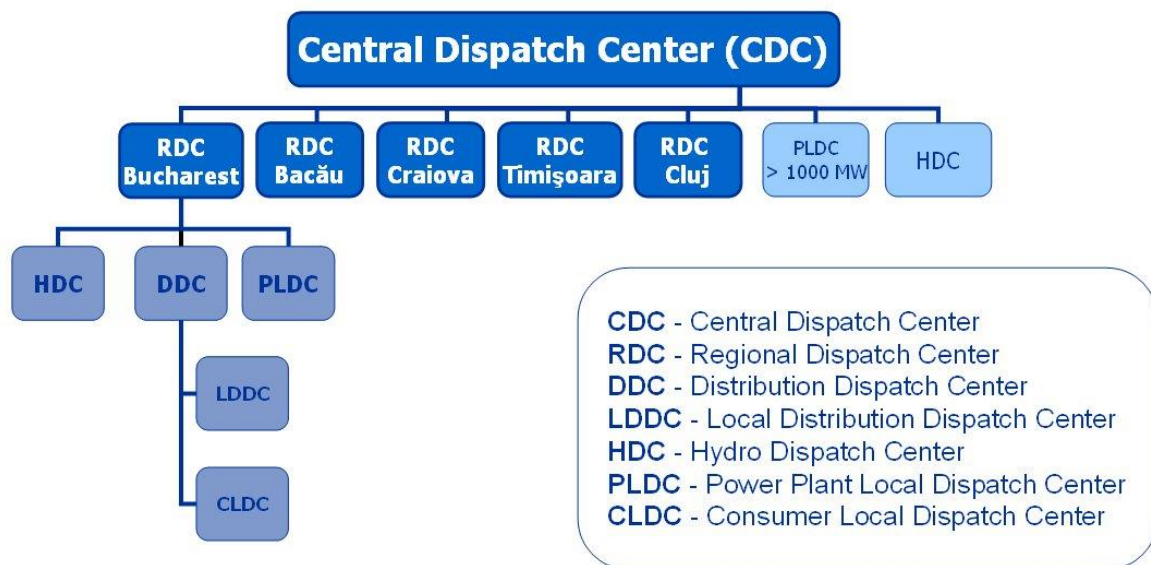 Central Dispatch Center (CDC)
RDC
Bucharest
RDC
Bacău
RDC
Craiova
RDC
Timişoara
RDC
Cluj
PLDC
> 1000 MW
HDC
HDC
DDC
PLDC
LDDC
CLDC
CDC - Central Dispatch Center
RDC - Regional Dispatch Center
DDC - Distribution Dispatch Center
LDDC - Local Distribution Dispatch Center
HDC - Hydro Dispatch Center
PLDC - Power Plant Local Dispatch Center
CLDC - Consumer Local Dispatch Center